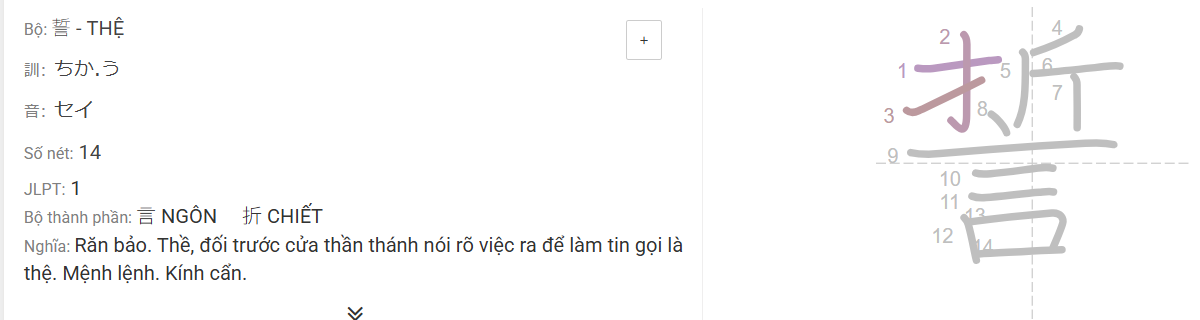 Bộ: 誓 - THỆ
+
訓: ちか.う
音: セイ
Số nét: 14
JLPT: 1
Bộ thành phần: 言 NGÔN 折 CHIẾT
Nghĩa: Răn bảo. Thề, đối trước cửa thần thánh nói rõ việc ra để làm tin gọi là
thệ. Mệnh lệnh. Kính cẩn.
誓
1
2
3
4
5
6
7
8
9
10
11
12
13
14